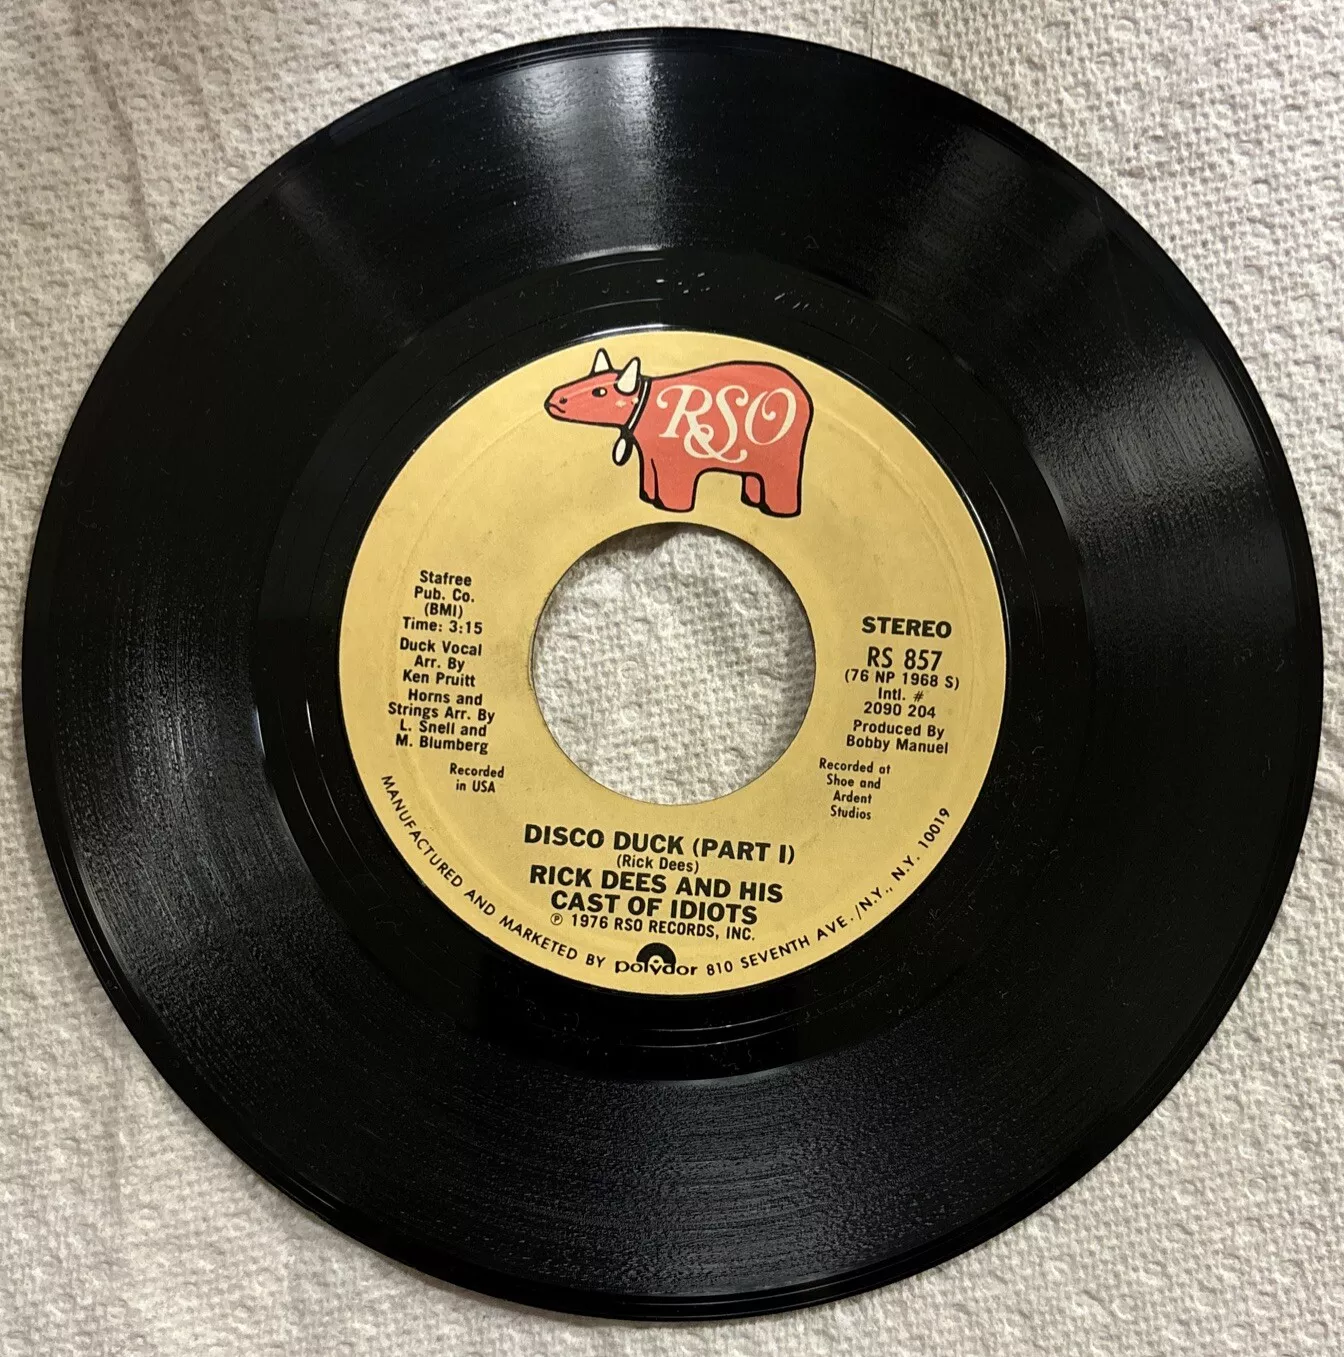 RSO
Stafree
Pub. Co.
(BMI)
Time: 3:15
Duck Vocal
Arr. By
Ken Pruitt
Horns and
Strings Arr. By
L. Snell and
M. Blumberg
Recorded
in USA
STEREO
RS 857
(76 NP 1968 S)
Intl. #
2090 204
Produced By
Bobby Manuel
Recorded at
Shoe and
Ardent
Studios
DISCO DUCK (PART I)
(Rick Dees)
RICK DEES AND HIS
CAST OF IDIOTS
℗ 1976 RSO RECORDS, INC.
MANUFACTURED AND MARKETED BY polydor 810 SEVENTH AVE./N.Y., N.Y. 10019